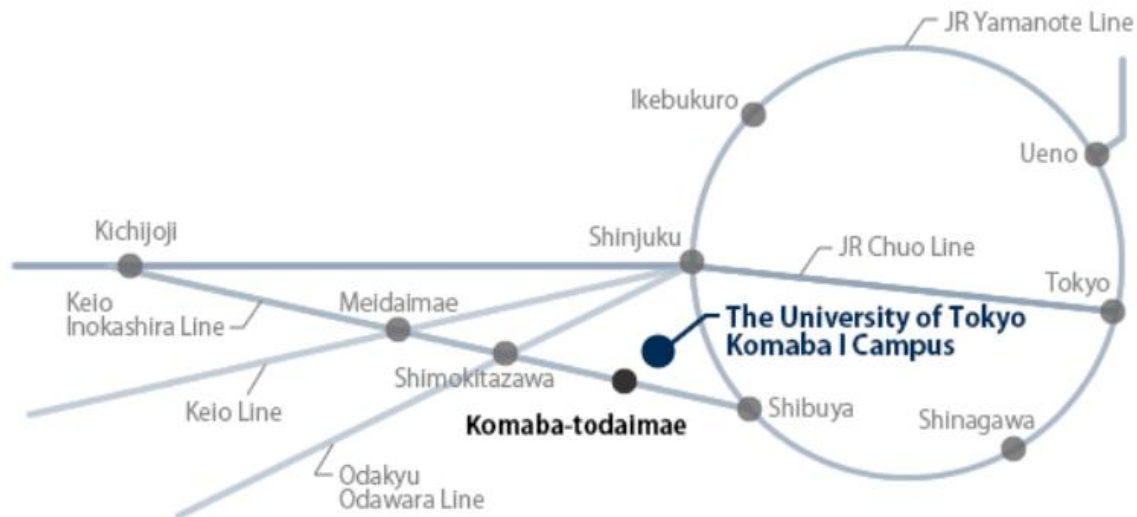 JR Yamanote Line
Ikebukuro
Ueno
Kichijoji
Shinjuku
JR Chuo Line
Tokyo
Keio
Inokashira Line
Meidaimae
The University of Tokyo
Komaba I Campus
Shimokitazawa
Keio Line
Komaba-todaimae
Shibuya
Shinagawa
Odakyu
Odawara Line